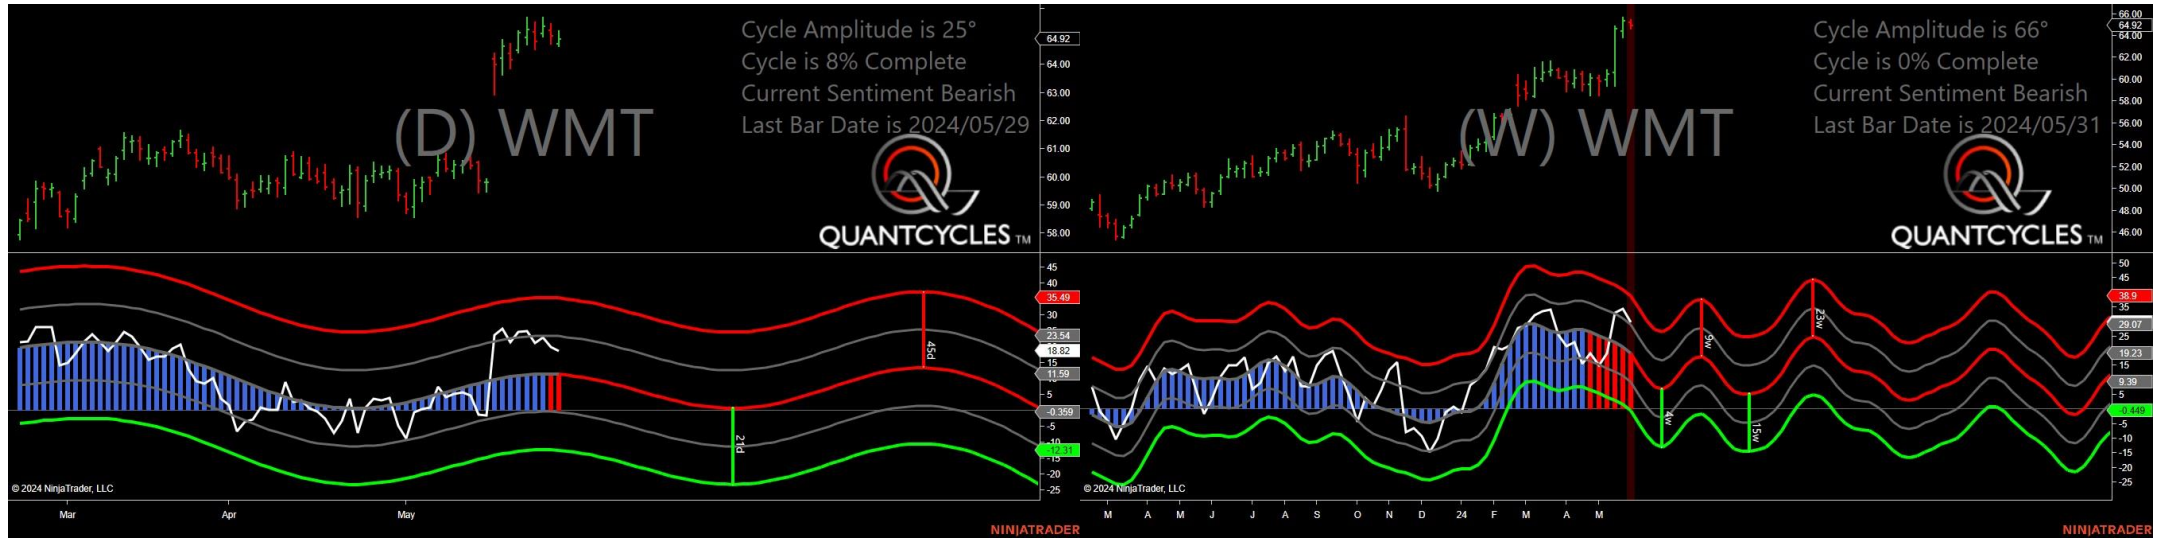 Cycle Amplitude is 25°
Cycle is 8% Complete
Current Sentiment Bearish
Last Bar Date is 2024/05/29
(D) WMT
QUANTCYCLES TM
64.92
64.00
63.00
62.00
61.00
60.00
59.00
58.00
45
40
35.49
30
23.54
18.82
15
11.59
5
-0.359
-5
-10
-12.31
-15
-20
-25
45d
21d
© 2024 NinjaTrader, LLC
Mar
Apr
May
NINJATRADER
Cycle Amplitude is 66°
Cycle is 0% Complete
Current Sentiment Bearish
Last Bar Date is 2024/05/31
(W) WMT
QUANTCYCLES TM
66.00
64.92
64.00
62.00
60.00
58.00
56.00
54.00
52.00
50.00
48.00
46.00
50
45
38.9
35
29.07
25
19.23
15
9.39
5
-0.449
-5
-10
-15
-20
-25
9w
23w
4w
15w
© 2024 NinjaTrader, LLC
M A M J J A S O N D 24 F M A M
NINJATRADER